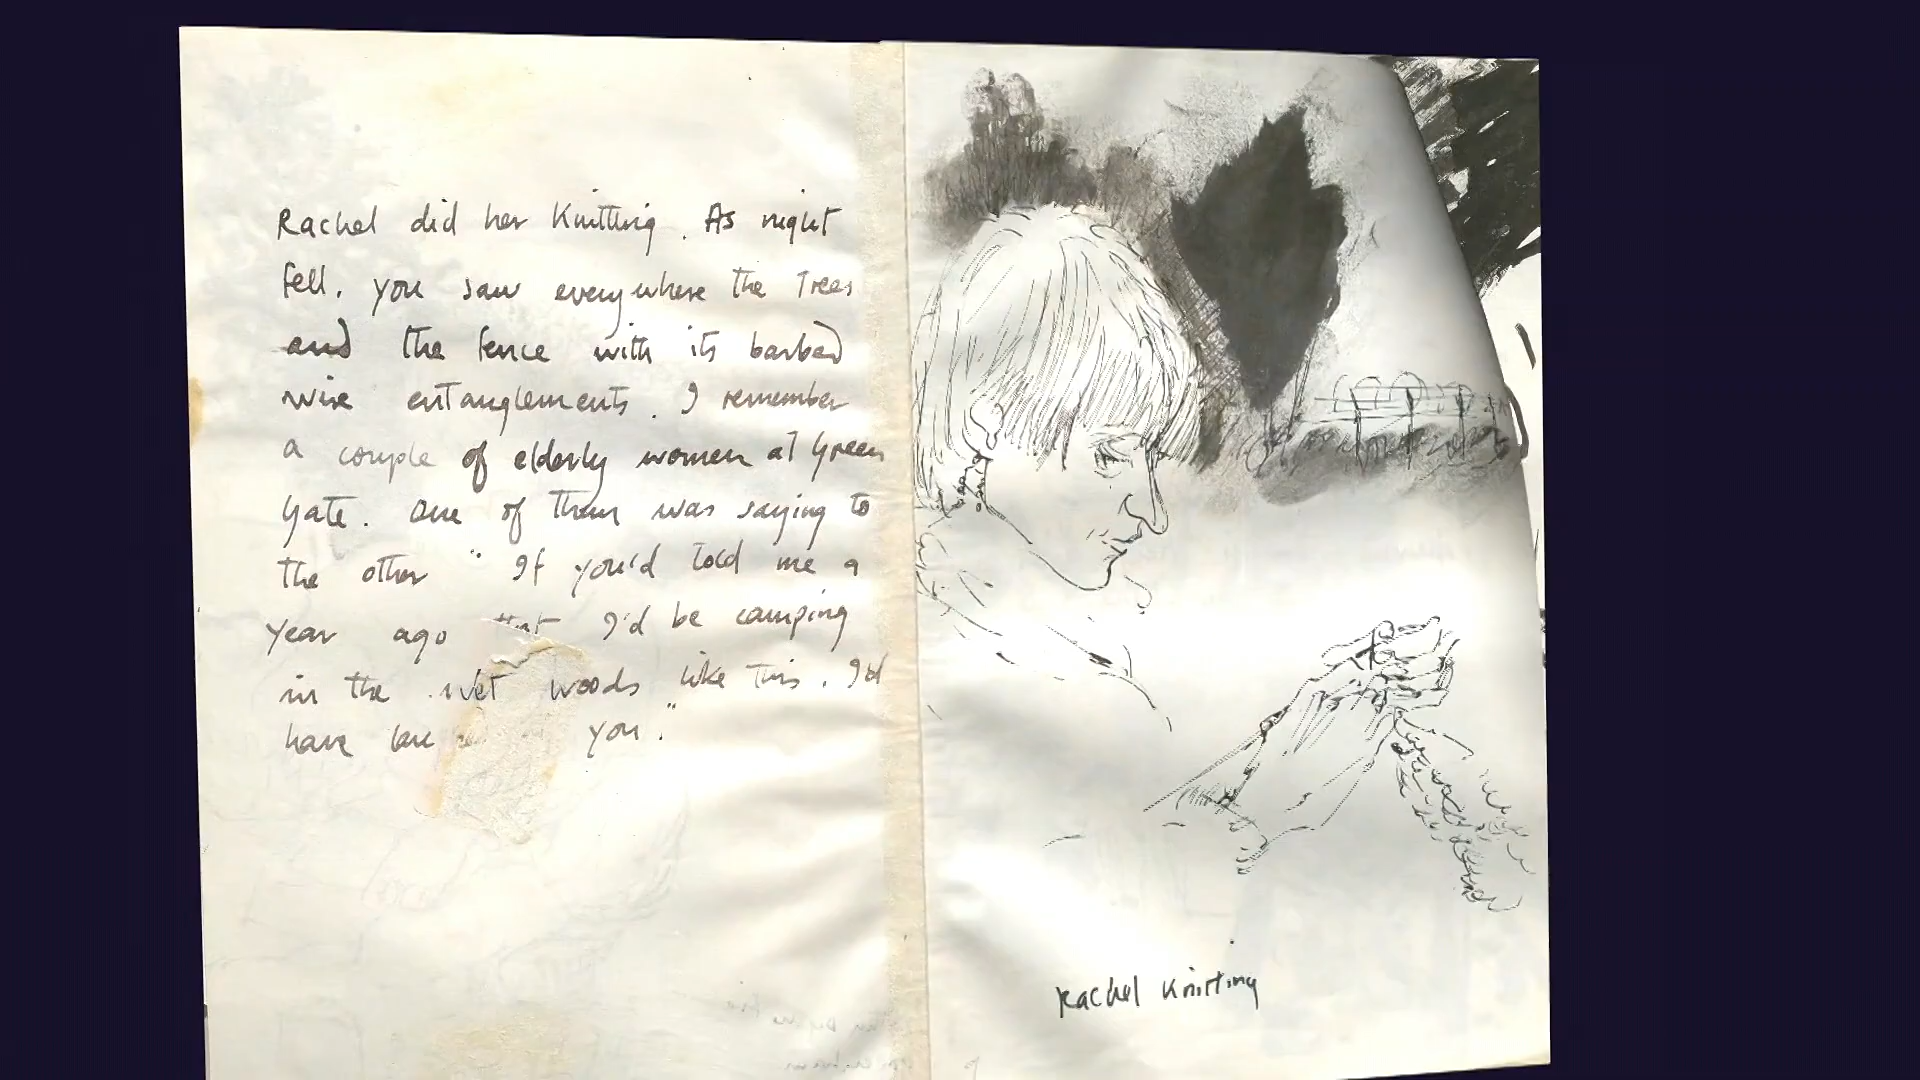 Rachel did her Knitting. As night
fell, you saw everywhere the Trees
and the fence with its barbed
wire entanglements. I remember
a couple of elderly women at Green
Gate. One of them was saying to
the other "If you'd told me a
year ago that I'd be camping
in the wet woods like this. I'd
have you."
Rachel Knitting